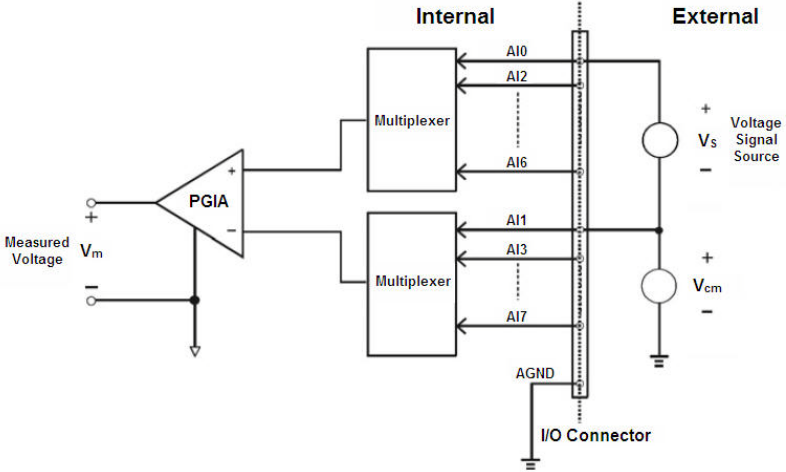 Internal
External
AI0
AI2
Multiplexer
AI6
+
Vs
−
Voltage
Signal
Source
+
PGIA
−
+
Measured
Voltage
Vm
−
AI1
AI3
Multiplexer
AI7
+
Vcm
−
AGND
I/O Connector